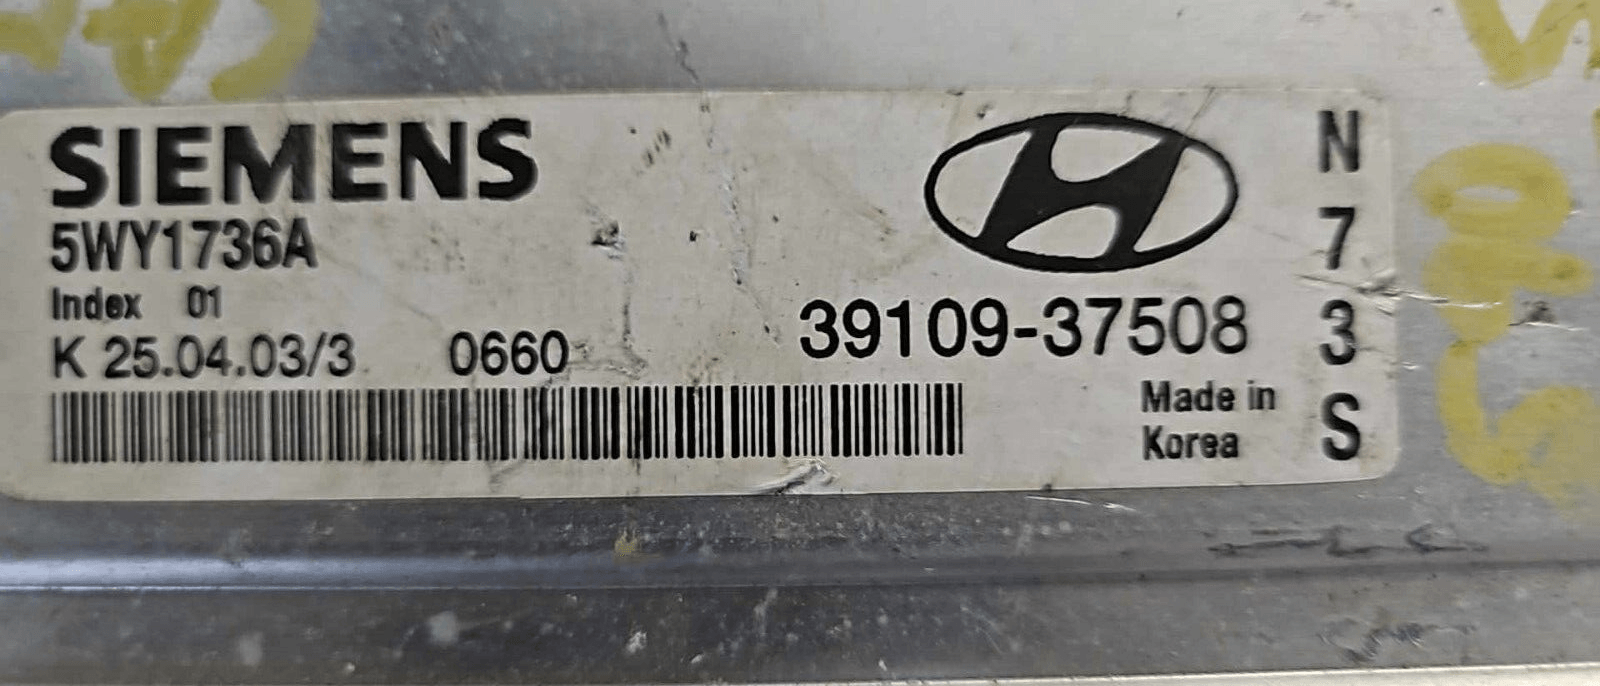 SIEMENS
5WY1736A
Index 01
K 25.04.03/3 0660
39109-37508
Made in
Korea
N
7
3
S